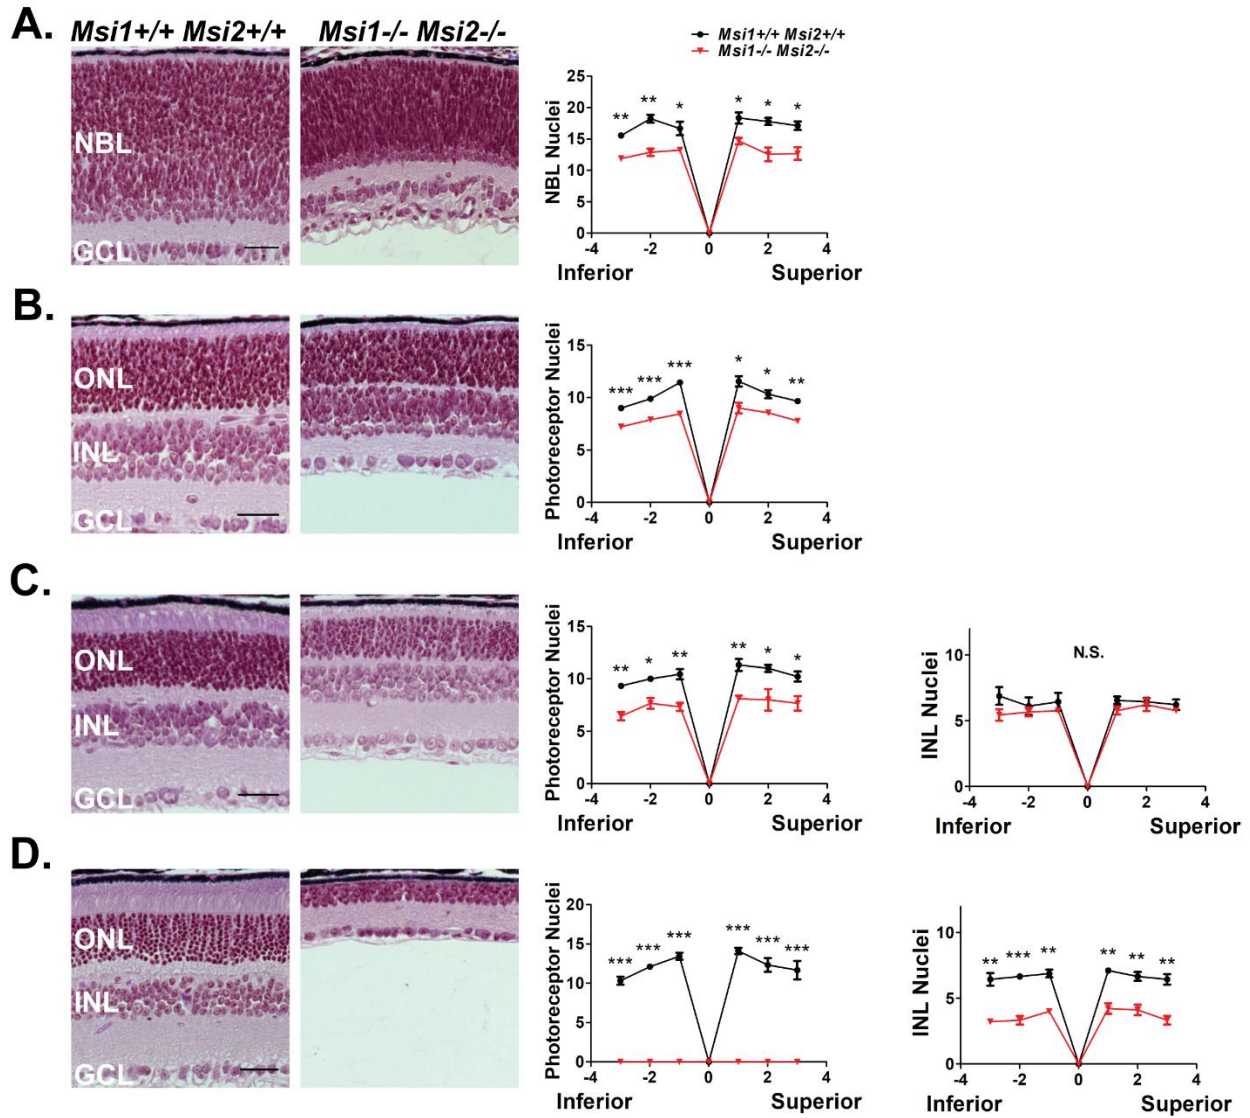 A.
Msi1+/+ Msi2+/+ Msi1-/- Msi2-/-
NBL
GCL
Msi1+/+ Msi2+/+
Msi1-/- Msi2-/-
NBL Nuclei
25
20
15
10
5
0
** ** * * * *
-4 -2 0 2 4
Inferior Superior
B.
ONL
INL
GCL
Photoreceptor Nuclei
15
10
5
0
*** *** *** * * **
-4 -2 0 2 4
Inferior Superior
C.
ONL
INL
GCL
Photoreceptor Nuclei
15
10
5
0
** * ** ** * *
-4 -2 0 2 4
Inferior Superior
INL Nuclei
10
5
0
N.S.
-4 -2 0 2 4
Inferior Superior
D.
ONL
INL
GCL
Photoreceptor Nuclei
20
15
10
5
0
*** *** *** *** *** ***
-4 -2 0 2 4
Inferior Superior
INL Nuclei
10
5
0
** *** ** ** ** **
-4 -2 0 2 4
Inferior Superior